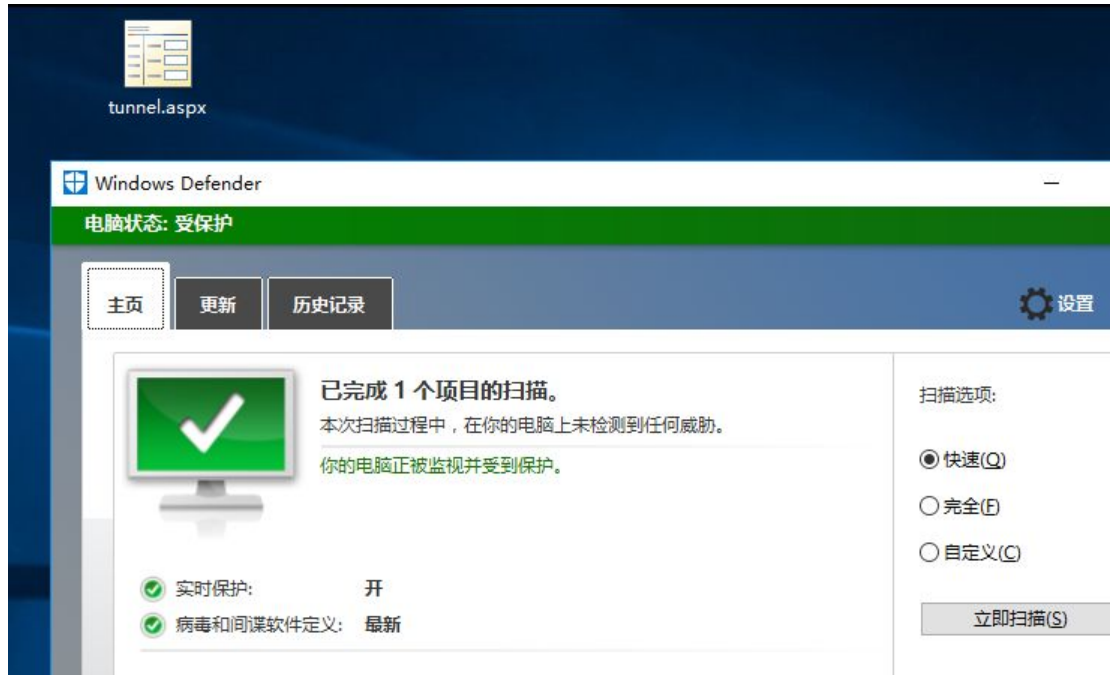 tunnel.aspx
Windows Defender
电脑状态: 受保护
主页
更新
历史记录
设置
已完成 1 个项目的扫描。
本次扫描过程中，在你的电脑上未检测到任何威胁。
你的电脑正被监视并受到保护。
扫描选项:
快速(Q)
完全(F)
自定义(C)
实时保护: 开
病毒和间谍软件定义: 最新
立即扫描(S)